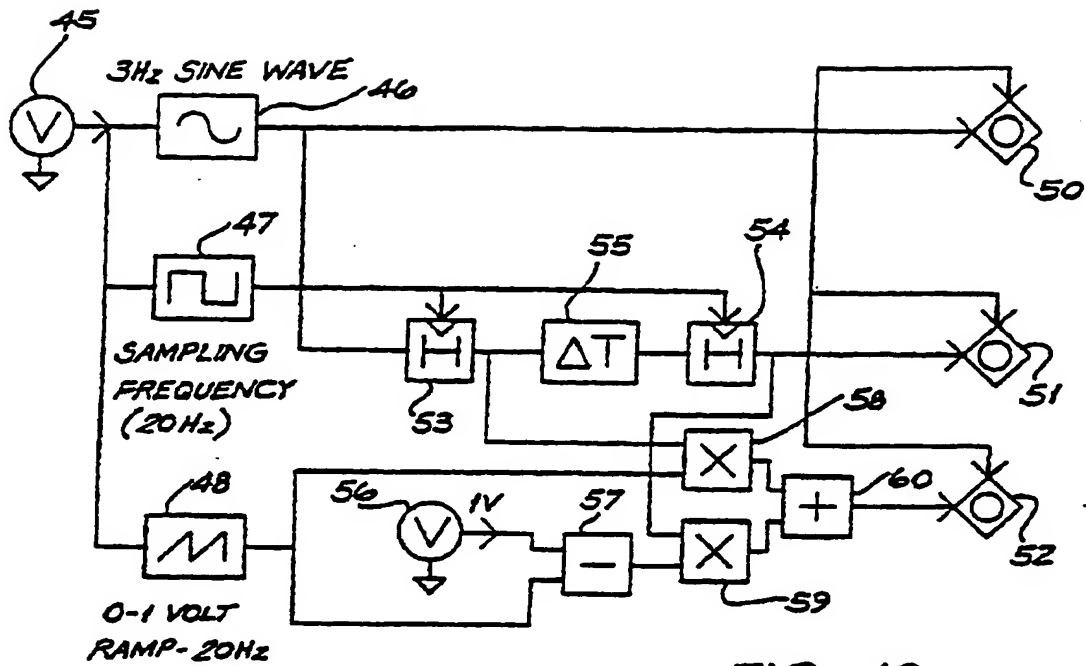 45
3HZ SINE WAVE
46
50
47
55
54
ΔT
SAMPLING
FREQUENCY
(20HZ)
53
51
58
48
56
V
1V
57
60
59
52
0-1 VOLT
RAMP-20HZ
V
H
H
X
X
+
−